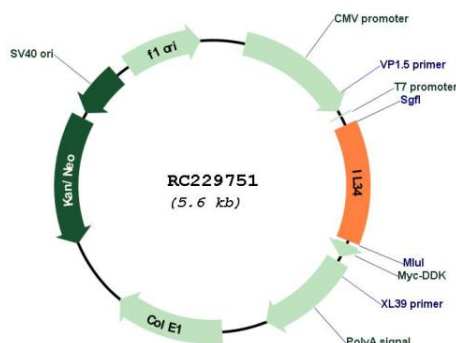 CMV promoter
SV40 ori
f1 ori
VP1.5 primer
T7 promoter
SgfI
Kan/Neo
RC229751
(5.6 kb)
IL34
MluI
Myc-DDK
XL39 primer
Col E1
PolyA signal